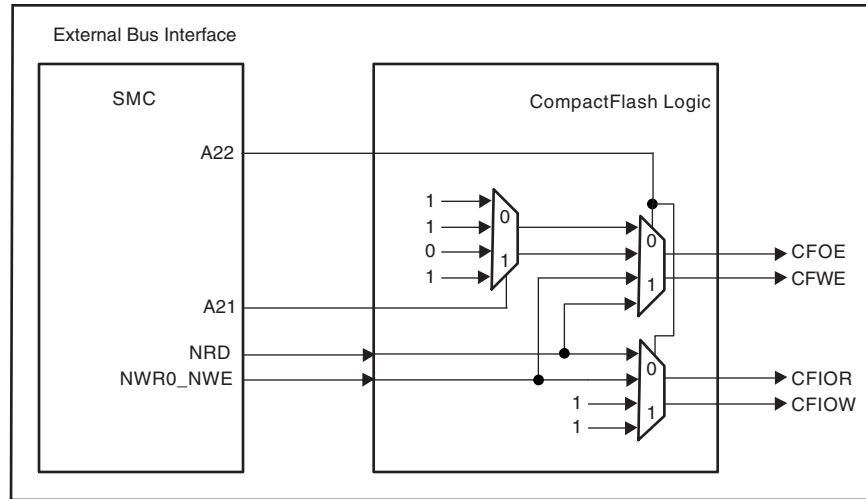 External Bus Interface
SMC
CompactFlash Logic
A22
1
1
0
1
0
1
0
1
CFOE
CFWE
A21
NRD
NWR0_NWE
0
1
1
1
CFIOR
CFIOW